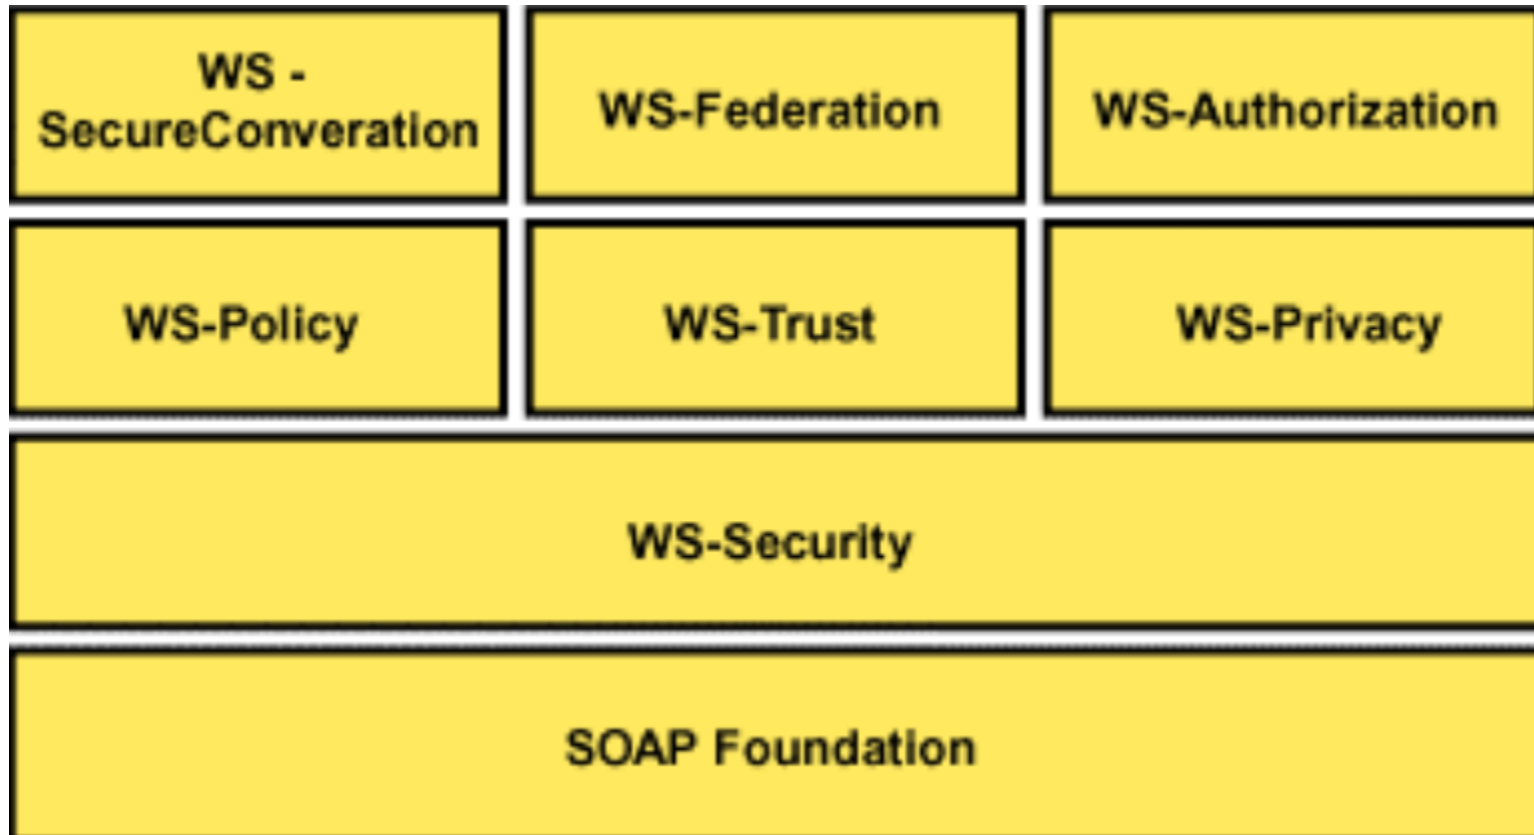 WS -
SecureConveration
WS-Federation
WS-Authorization
WS-Policy
WS-Trust
WS-Privacy
WS-Security
SOAP Foundation